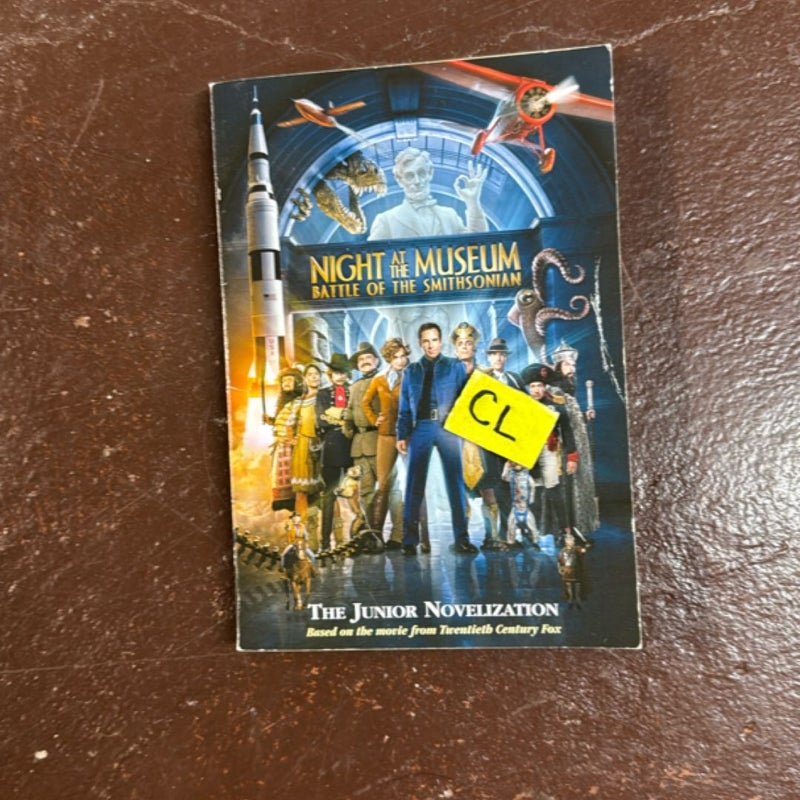 NIGHT AT THE MUSEUM
BATTLE OF THE SMITHSONIAN
CL
THE JUNIOR NOVELIZATION
Based on the movie from Twentieth Century Fox